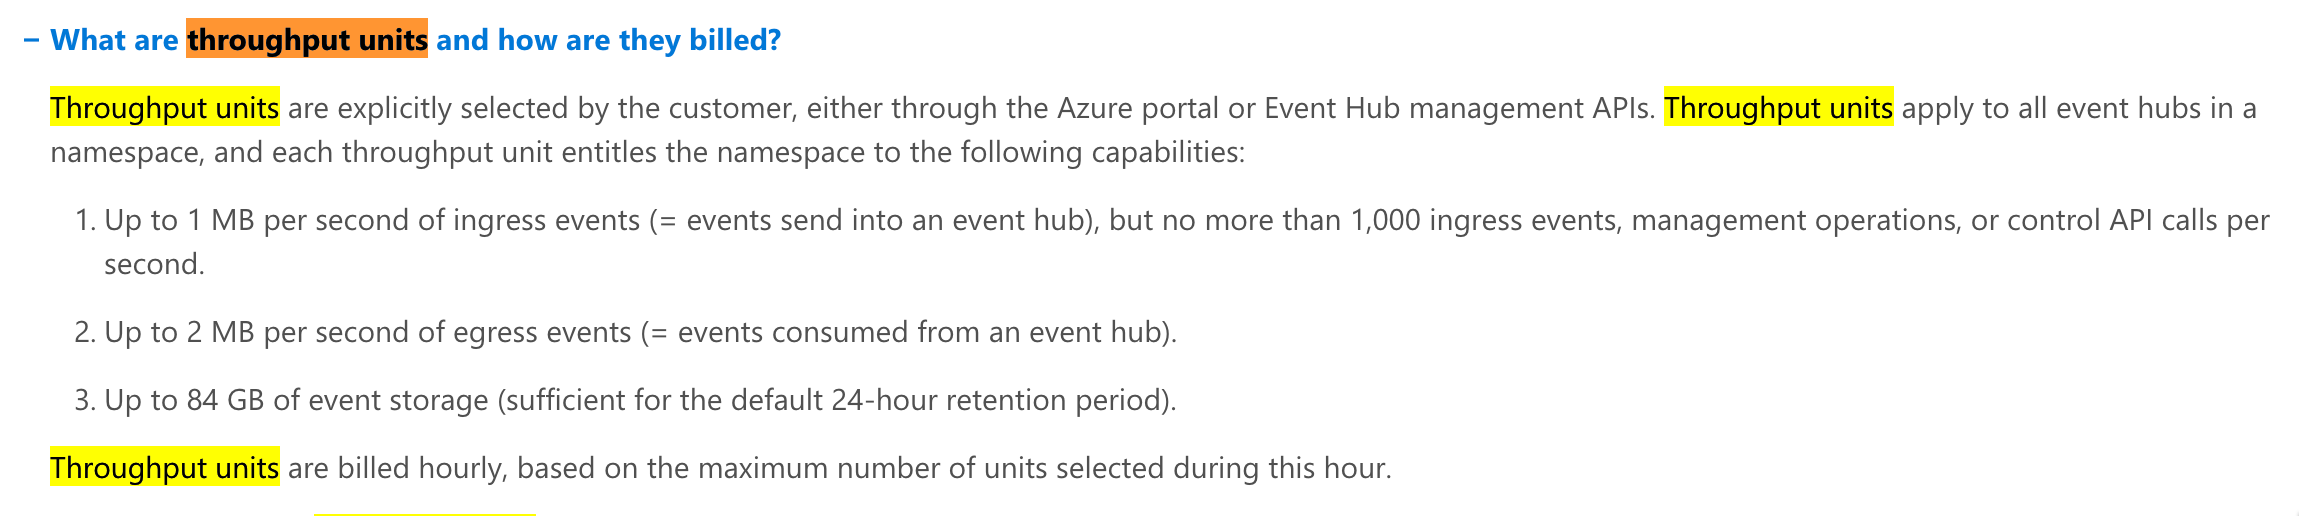 − What are throughput units and how are they billed?
Throughput units are explicitly selected by the customer, either through the Azure portal or Event Hub management APIs. Throughput units apply to all event hubs in a
namespace, and each throughput unit entitles the namespace to the following capabilities:
1. Up to 1 MB per second of ingress events (= events send into an event hub), but no more than 1,000 ingress events, management operations, or control API calls per
second.
2. Up to 2 MB per second of egress events (= events consumed from an event hub).
3. Up to 84 GB of event storage (sufficient for the default 24-hour retention period).
Throughput units are billed hourly, based on the maximum number of units selected during this hour.